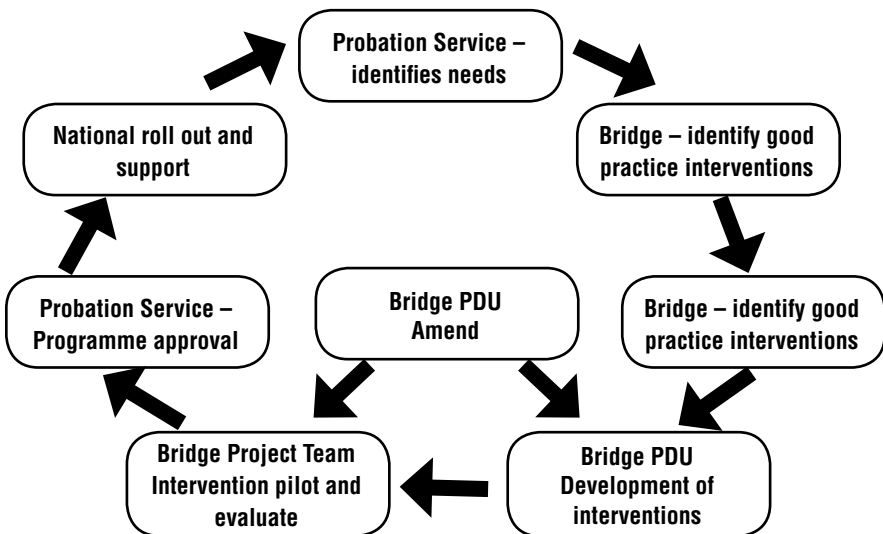 Probation Service –
identifies needs
National roll out and
support
Bridge – identify good
practice interventions
Probation Service –
Programme approval
Bridge PDU
Amend
Bridge – identify good
practice interventions
Bridge Project Team
Intervention pilot and
evaluate
Bridge PDU
Development of
interventions